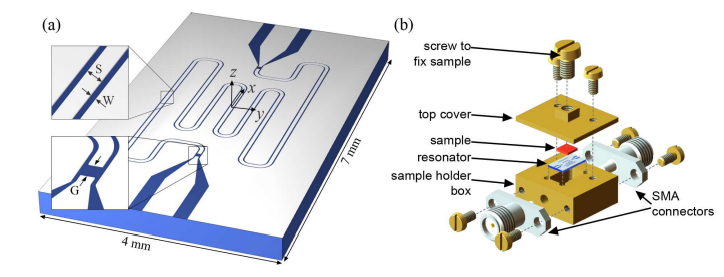 (a)
S
W
G
z
x
y
4 mm
7 mm
(b)
screw to
fix sample
top cover
sample
resonator
sample holder
box
SMA
connectors